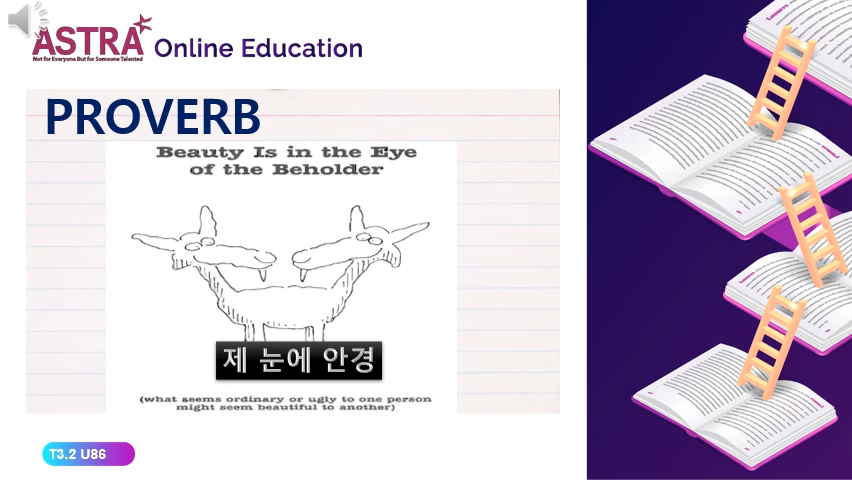 ASTRA Online Education
Not for Everyone But for Someone Talented
PROVERB
Beauty Is in the Eye
of the Beholder
제 눈에 안경
(what seems ordinary or ugly to one person
might seem beautiful to another)
T3.2 U86